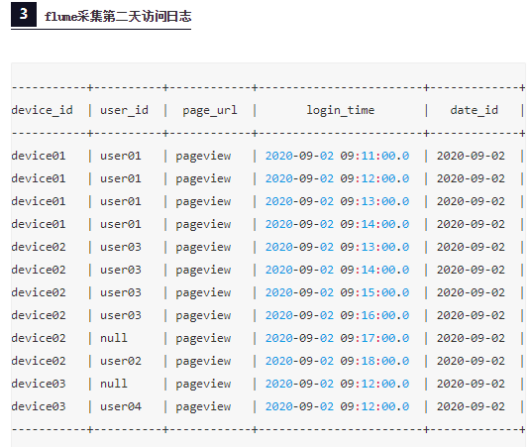 3 flume采集第二天访问日志
-----------+----------+------------+------------------------+-------------+
device_id | user_id | page_url | login_time | date_id |
-----------+----------+------------+------------------------+-------------+
device01 | user01 | pageview | 2020-09-02 09:11:00.0 | 2020-09-02 |
device01 | user01 | pageview | 2020-09-02 09:12:00.0 | 2020-09-02 |
device01 | user01 | pageview | 2020-09-02 09:13:00.0 | 2020-09-02 |
device01 | user01 | pageview | 2020-09-02 09:14:00.0 | 2020-09-02 |
device02 | user03 | pageview | 2020-09-02 09:13:00.0 | 2020-09-02 |
device02 | user03 | pageview | 2020-09-02 09:14:00.0 | 2020-09-02 |
device02 | user03 | pageview | 2020-09-02 09:15:00.0 | 2020-09-02 |
device02 | user03 | pageview | 2020-09-02 09:16:00.0 | 2020-09-02 |
device02 | null | pageview | 2020-09-02 09:17:00.0 | 2020-09-02 |
device02 | user02 | pageview | 2020-09-02 09:18:00.0 | 2020-09-02 |
device03 | null | pageview | 2020-09-02 09:12:00.0 | 2020-09-02 |
device03 | user04 | pageview | 2020-09-02 09:12:00.0 | 2020-09-02 |
-----------+----------+------------+------------------------+-------------+